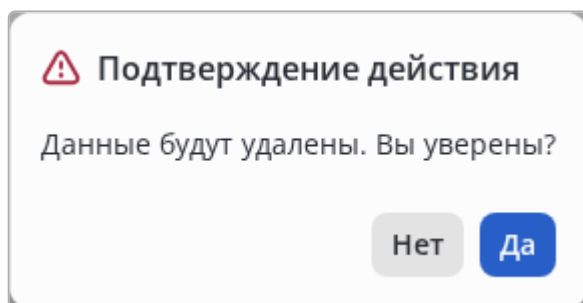 Подтверждение действия
Данные будут удалены. Вы уверены?
Нет Да